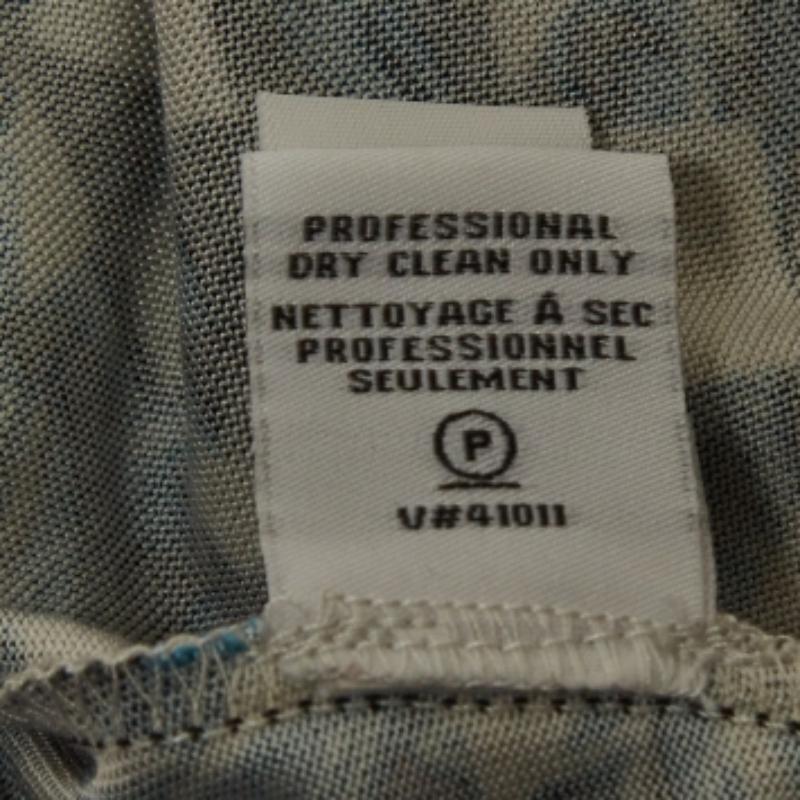 PROFESSIONAL
DRY CLEAN ONLY
NETTOYAGE Á SEC
PROFESSIONNEL
SEULEMENT
P
V#41011